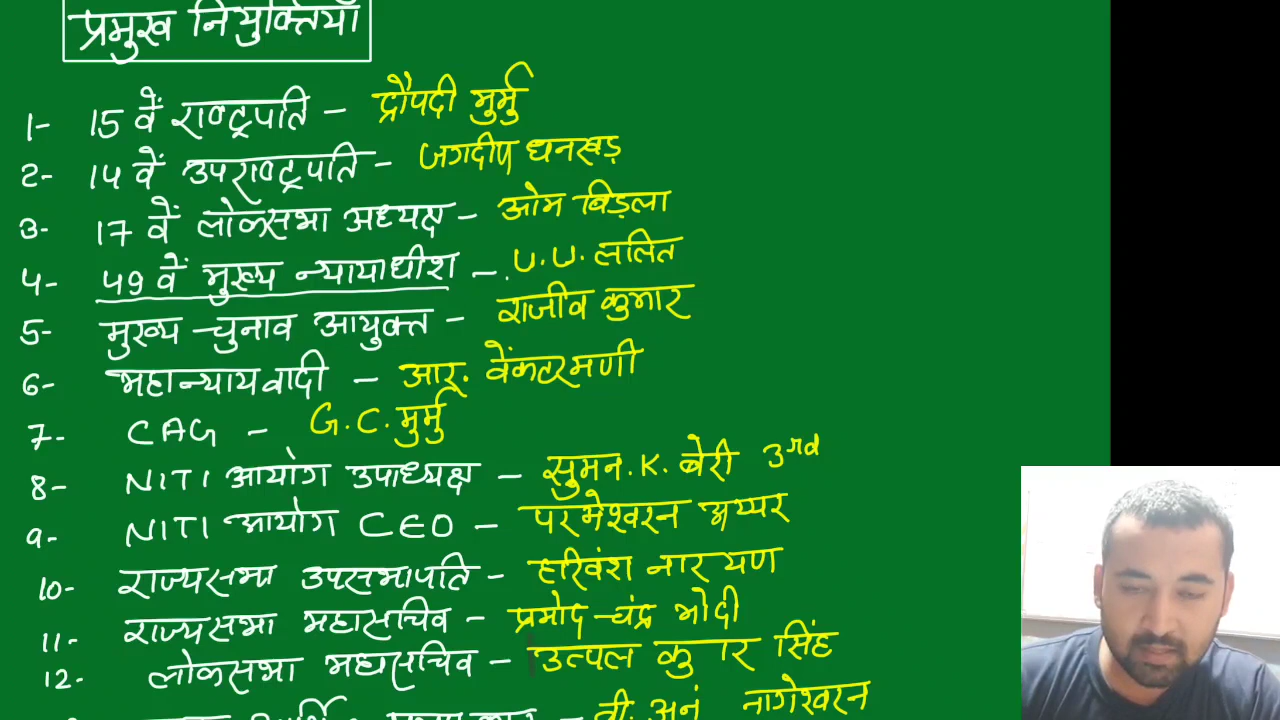 प्रमुख नियुक्तियाँ
1- 15 वें राष्ट्रपति - द्रौपदी मुर्मु
2- 14 वें उपराष्ट्रपति - जगदीप धनखड़
3- 17 वें लोकसभा अध्यक्ष - ओम बिड़ला
4- 49 वें मुख्य न्यायाधीश - U.U. ललित
5- मुख्य चुनाव आयुक्त - राजीव कुमार
6- महान्यायवादी - आर. वेंकटरमणी
7- CAG - G.C. मुर्मु
8- NITI आयोग उपाध्यक्ष - सुमन.K. बेरी 3rd
9- NITI आयोग CEO - परमेश्वरन अय्यर
10- राज्यसभा उपसभापति - हरिवंश नारायण
11- राज्यसभा महासचिव - प्रमोद चंद्र मोदी
12- लोकसभा महासचिव - उत्पल कुमार सिंह
- वी. अनं नागेश्वरन